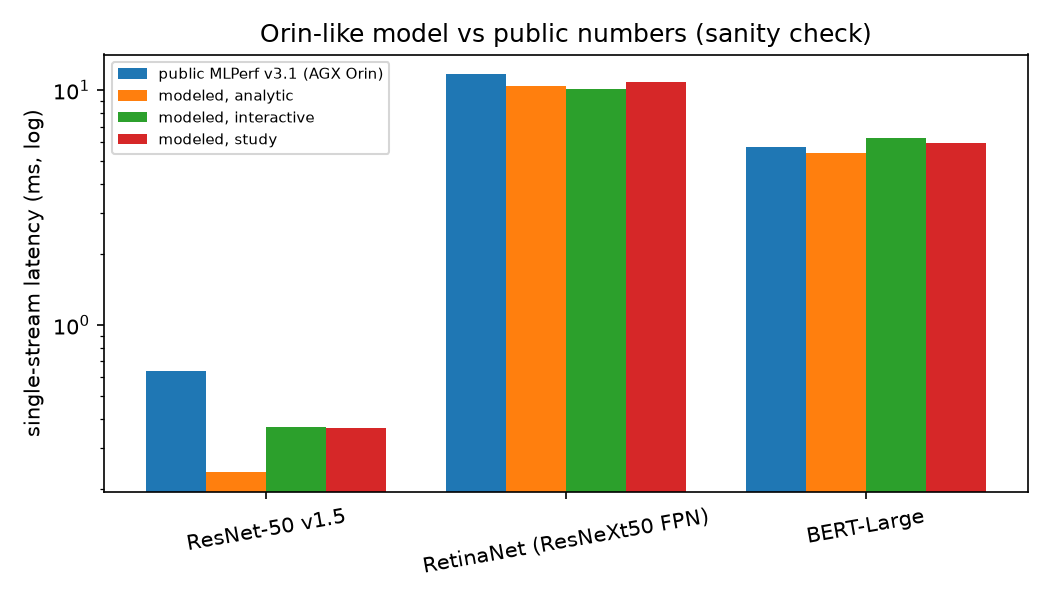 Orin-like model vs public numbers (sanity check)
public MLPerf v3.1 (AGX Orin)
modeled, analytic
modeled, interactive
modeled, study
single-stream latency (ms, log)
10¹
10⁰
ResNet-50 v1.5
RetinaNet (ResNeXt50 FPN)
BERT-Large